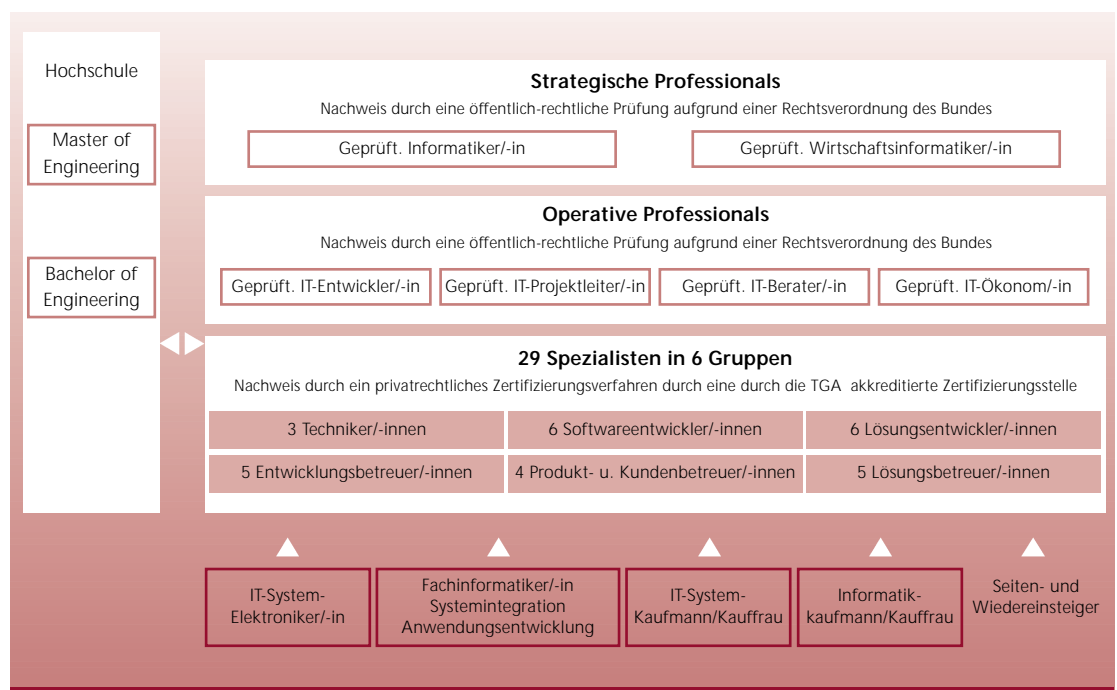 Hochschule
Master of
Engineering
Bachelor of
Engineering
Strategische Professionals
Nachweis durch eine öffentlich-rechtliche Prüfung aufgrund einer Rechtsverordnung des Bundes
Geprüft. Informatiker/-in
Geprüft. Wirtschaftsinformatiker/-in
Operative Professionals
Nachweis durch eine öffentlich-rechtliche Prüfung aufgrund einer Rechtsverordnung des Bundes
Geprüft. IT-Entwickler/-in
Geprüft. IT-Projektleiter/-in
Geprüft. IT-Berater/-in
Geprüft. IT-Ökonom/-in
29 Spezialisten in 6 Gruppen
Nachweis durch ein privatrechtliches Zertifizierungsverfahren durch eine durch die TGA akkreditierte Zertifizierungsstelle
3 Techniker/-innen
6 Softwareentwickler/-innen
6 Lösungsentwickler/-innen
5 Entwicklungsbetreuer/-innen
4 Produkt- u. Kundenbetreuer/-innen
5 Lösungsbetreuer/-innen
IT-System-
Elektroniker/-in
Fachinformatiker/-in
Systemintegration
Anwendungsentwicklung
IT-System-
Kaufmann/Kauffrau
Informatik-
kaufmann/Kauffrau
Seiten- und
Wiedereinsteiger